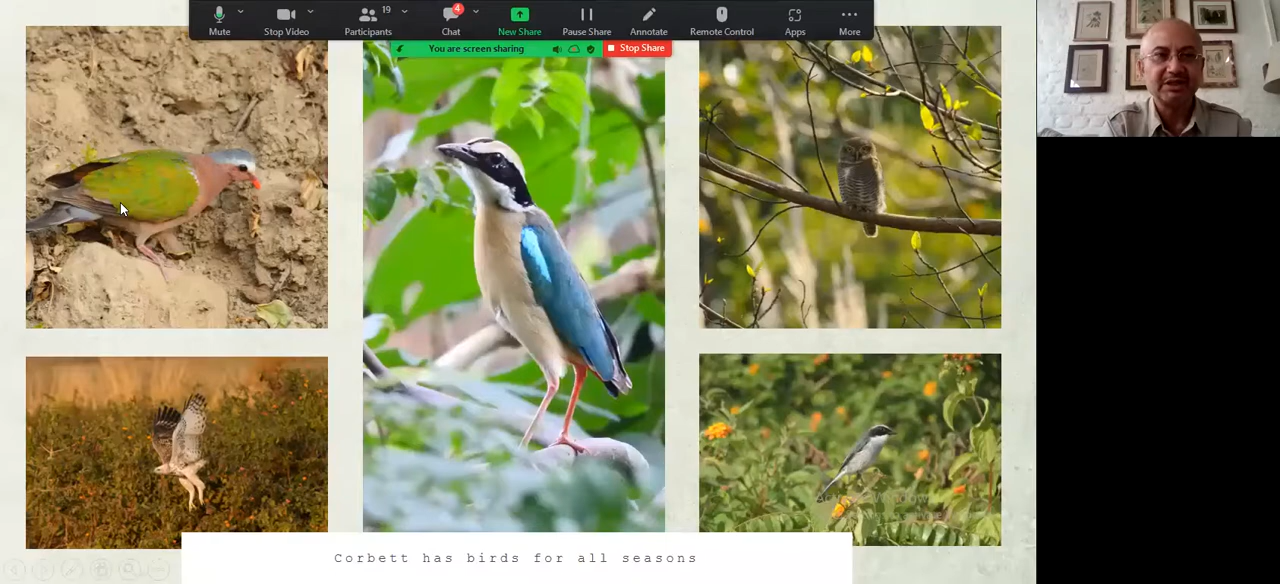 19
4
Mute
Stop Video
Participants
Chat
New Share
Pause Share
Annotate
Remote Control
Apps
More
You are screen sharing
Stop Share
Corbett has birds for all seasons